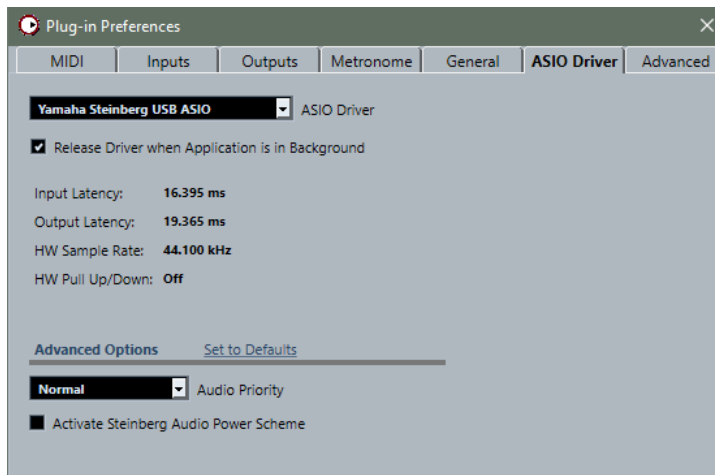 Plug-in Preferences
MIDI Inputs Outputs Metronome General ASIO Driver Advanced
Yamaha Steinberg USB ASIO ASIO Driver
Release Driver when Application is in Background
Input Latency: 16.395 ms
Output Latency: 19.365 ms
HW Sample Rate: 44.100 kHz
HW Pull Up/Down: Off
Advanced Options Set to Defaults
Normal Audio Priority
Activate Steinberg Audio Power Scheme